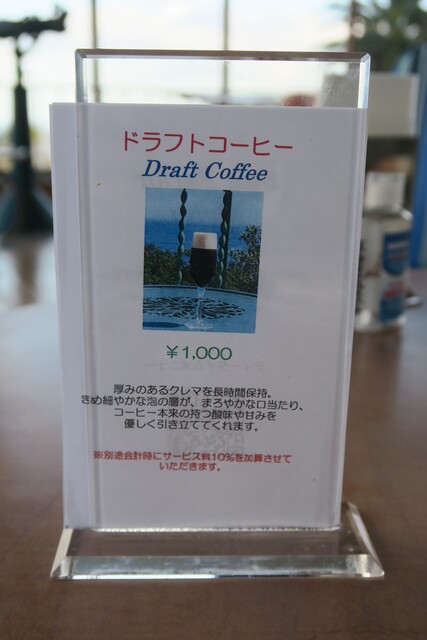 ドラフトコーヒー
Draft Coffee
￥1,000
厚みのあるクレマを長時間保持。
きめ細やかな泡の層が、まろやかな口当たり、
コーヒー本来の持つ酸味や甘みを
優しく引き立ててくれます。
※別途会計時にサービス料10%を加算させて
いただきます。